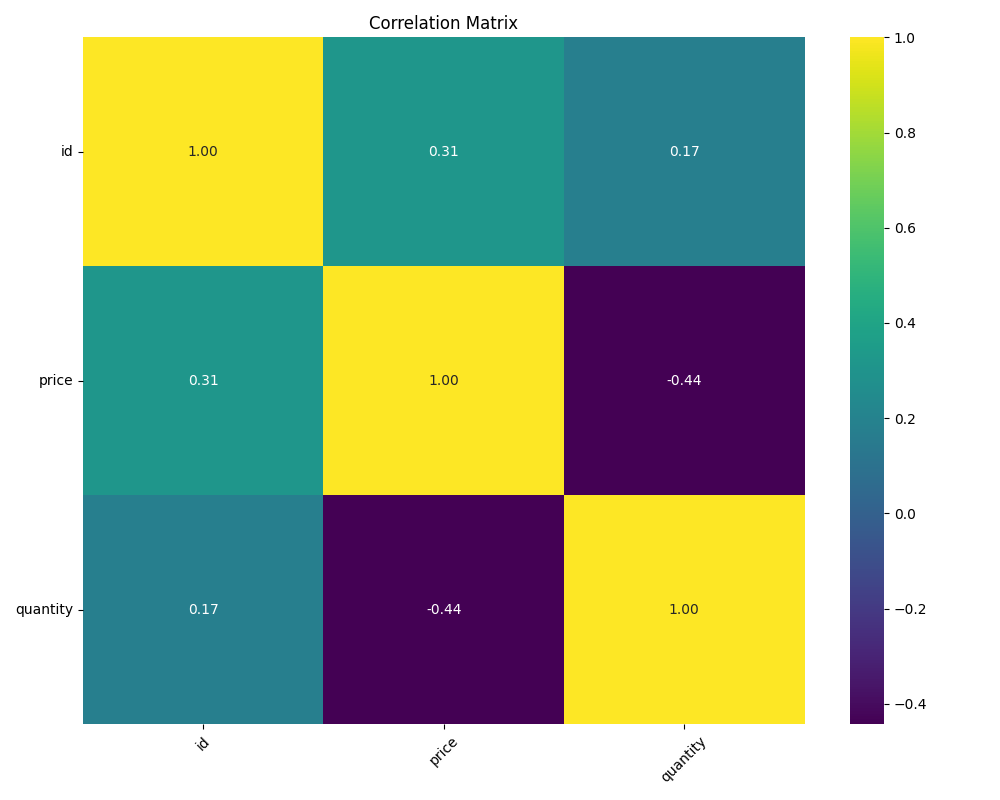 Correlation Matrix
id 1.00 0.31 0.17
price 0.31 1.00 -0.44
quantity 0.17 -0.44 1.00
id price quantity
1.0
0.8
0.6
0.4
0.2
0.0
−0.2
−0.4